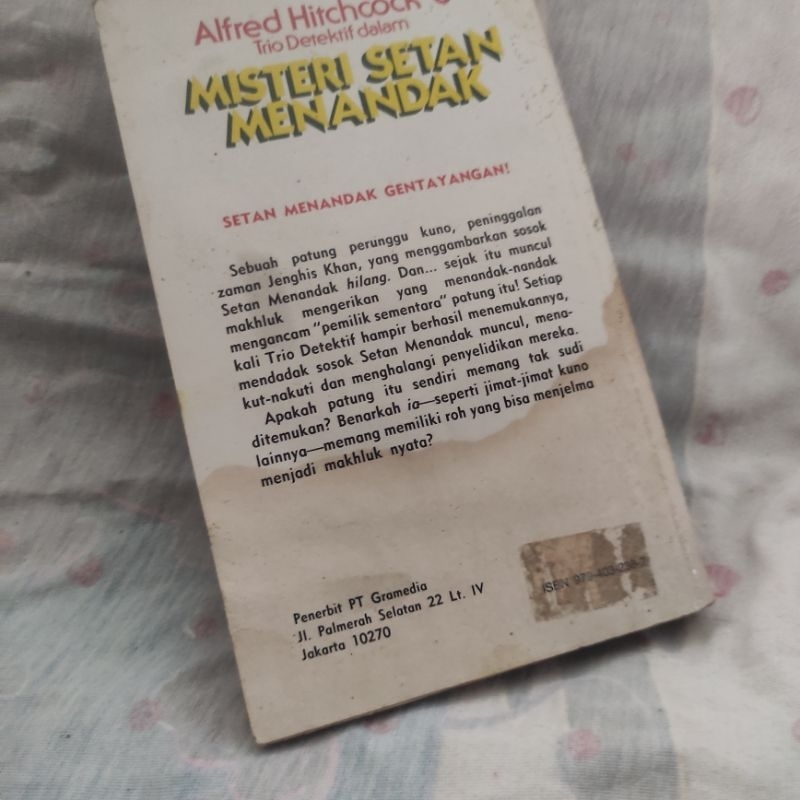 Alfred Hitchcock
Trio Detektif dalam
MISTERI SETAN
MENANDAK
SETAN MENANDAK GENTAYANGAN!
Sebuah patung perunggu kuno, peninggalan
zaman Jenghis Khan, yang menggambarkan sosok
Setan Menandak hilang. Dan... sejak itu muncul
makhluk mengerikan yang menandak-nandak
mengancam "pemilik sementara" patung itu! Setiap
kali Trio Detektif hampir berhasil menemukannya,
mendadak sosok Setan Menandak muncul, mena-
kut-nakuti dan menghalangi penyelidikan mereka.
Apakah patung itu sendiri memang tak sudi
ditemukan? Benarkah ia—seperti jimat-jimat kuno
lainnya—memang memiliki roh yang bisa menjelma
menjadi makhluk nyata?
Penerbit PT Gramedia
Jl. Palmerah Selatan 22 Lt. IV
Jakarta 10270
ISBN